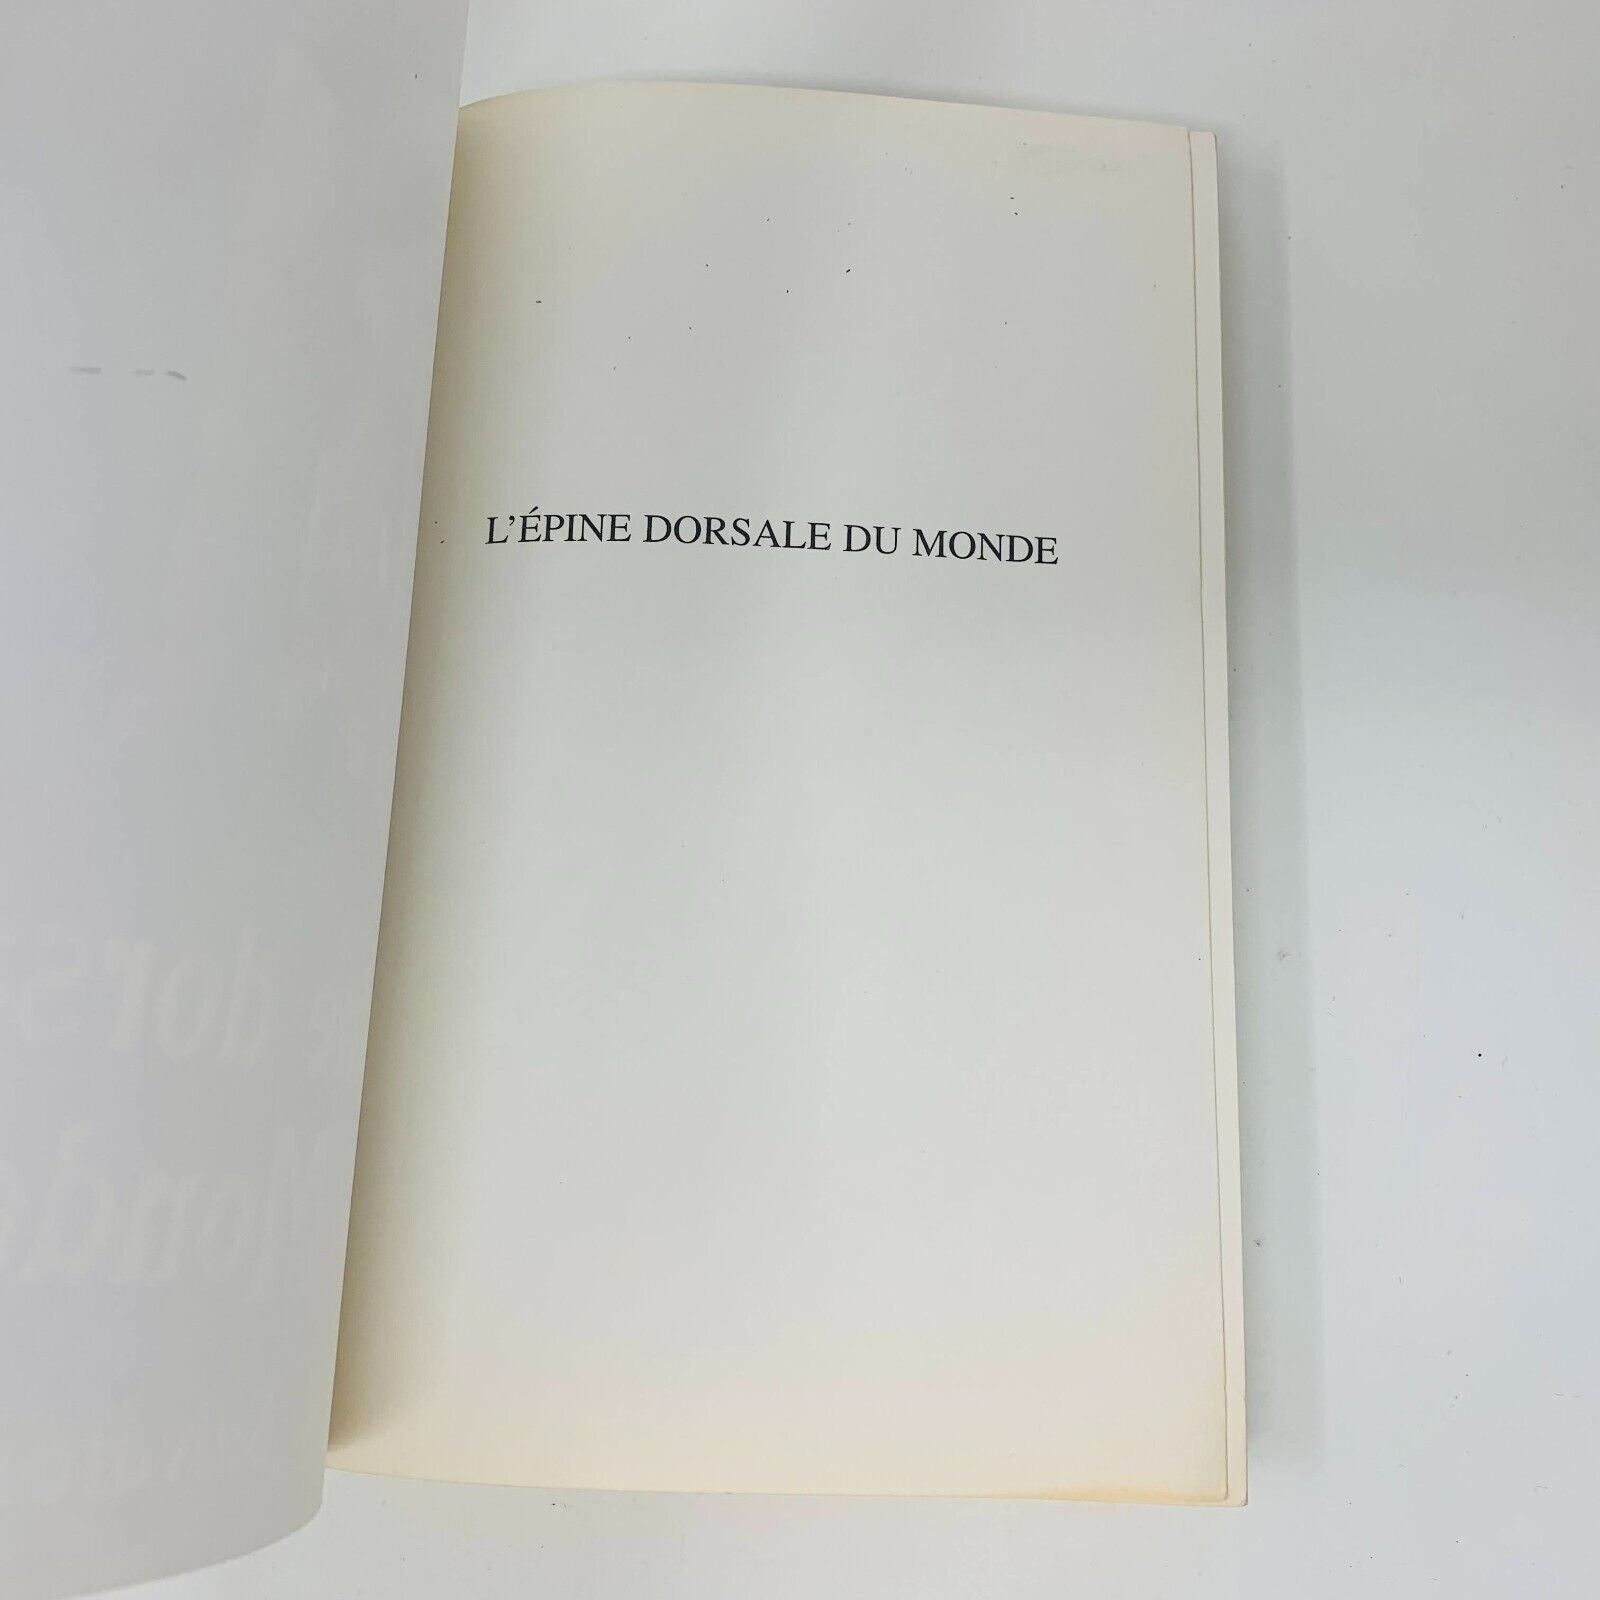 L'ÉPINE DORSALE DU MONDE